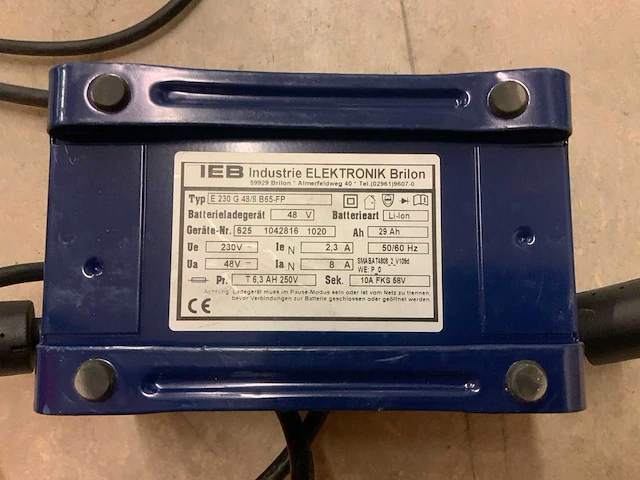 IEB Industrie ELEKTRONIK Brilon
59929 Brilon * Almerfeldweg 40 * Tel.(02961)9607-0
Typ E 230 G 48/8 B65-FP
Batterieladegerät 48 V Batterieart Li-Ion
Geräte-Nr. 625 1042816 1020 Ah 29 Ah
Ue 230V Ie N 2,3 A 50/60 Hz
Ua 48V Ia N 8 A SMABAT4808_2_V109d
WE: P_0
Pr. T 6,3 AH 250V Sek. 10A FKS 58V
Achtung: Ladegerät muss im Pause-Modus sein oder ist vom Netz zu trennen,
bevor Verbindungen zur Batterie geschlossen oder geöffnet werden.
CE